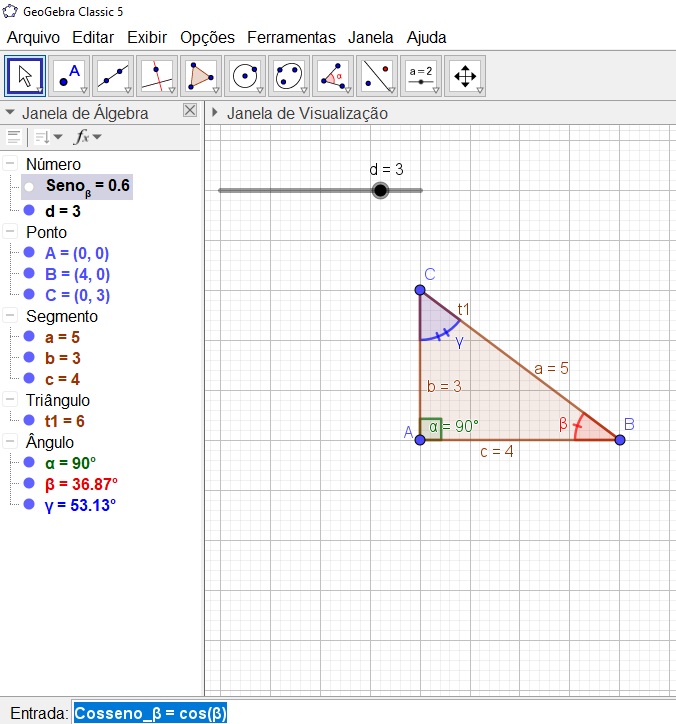 GeoGebra Classic 5
Arquivo Editar Exibir Opções Ferramentas Janela Ajuda
A
α
a=2
Janela de Álgebra
Janela de Visualização
fx
Número
Senoᵦ = 0.6
d = 3
Ponto
A = (0, 0)
B = (4, 0)
C = (0, 3)
Segmento
a = 5
b = 3
c = 4
Triângulo
t1 = 6
Ângulo
α = 90°
β = 36.87°
γ = 53.13°
d = 3
C
t1
γ
a = 5
b = 3
A
α = 90°
β
B
c = 4
Entrada: Cosseno_β = cos(β)